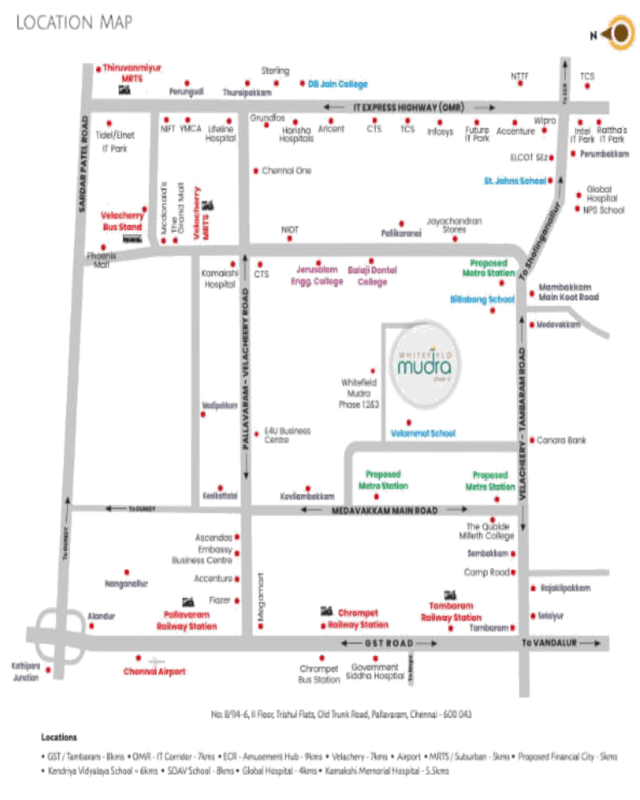 LOCATION MAP
N
Thiruvanmiyur
MRTS
Perungudi
Sterling
Thuraipakkam
DB Jain College
NTTF
To ECR
TCS
IT EXPRESS HIGHWAY (OMR)
SARDAR PATEL ROAD
Tidel/Elnet
IT Park
NIFT
YMCA
Lifeline
Hospital
Grundfos
Harisha
Hospitals
Aricent
CTS
TCS
Infosys
Future
IT Park
Accenture
Wipro
Intel
IT Park
Rattha's
IT Park
Perumbakkam
ELCOT SEz
Chennai One
St. Johns School
Global
Hospital
NPS School
Velachery
Bus Stand
McDonald's
The
Grand Mall
Velacherry
MRTS
Phoenix
Mall
NIOT
Pallikaranai
Jayachandran
Stores
To Sholinganallur
Kamakshi
Hospital
CTS
Jerusalem
Engg. College
Balaji Dental
College
Proposed
Metro Station
Billabong School
Mambakkam
Main Koot Road
Medavakkam
PALLAVARAM - VELACHEERY ROAD
WHITEFIELD
mudra
Whitefield
Mudra
Phase 1,2&3
VELACHEERY - TAMBARAM ROAD
Madipakkam
E4U Business
Centre
Velammal School
Canara Bank
Keelkattalai
Kovilambakkam
Proposed
Metro Station
Proposed
Metro Station
To GUINDY
MEDAVAKKAM MAIN ROAD
To GUINDY
Ascendas
Embassy
Business Centre
Accenture
Fiazer
The Quaide
Milleth College
Sembakkam
Camp Road
Nanganallur
Megamart
Rajakilpakkam
Alandur
Pallavaram
Railway Station
Chrompet
Railway Station
Tambaram
Railway Station
Tambaram
Selaiyur
GST ROAD
To VANDALUR
Kathipara
Junction
Chennai Airport
Chrompet
Bus Station
Government
Siddha Hosptial
No: 8/114-6, II Floor, Trishul Flats, Old Trunk Road, Pallavaram, Chennai - 600 043
Locations
• GST / Tambaram - 8kms • OMR - IT Corridor - 7kms • ECR - Amusement Hub - 9kms • Velachery - 7kms • Airport • MRTS / Suburban - 5kms • Proposed Financial City - 5kms
• Kendriya Vidyalaya School - 6kms • SDAV School - 8kms • Global Hospital - 4kms • Kamakshi Memorial Hospital - 5.5kms